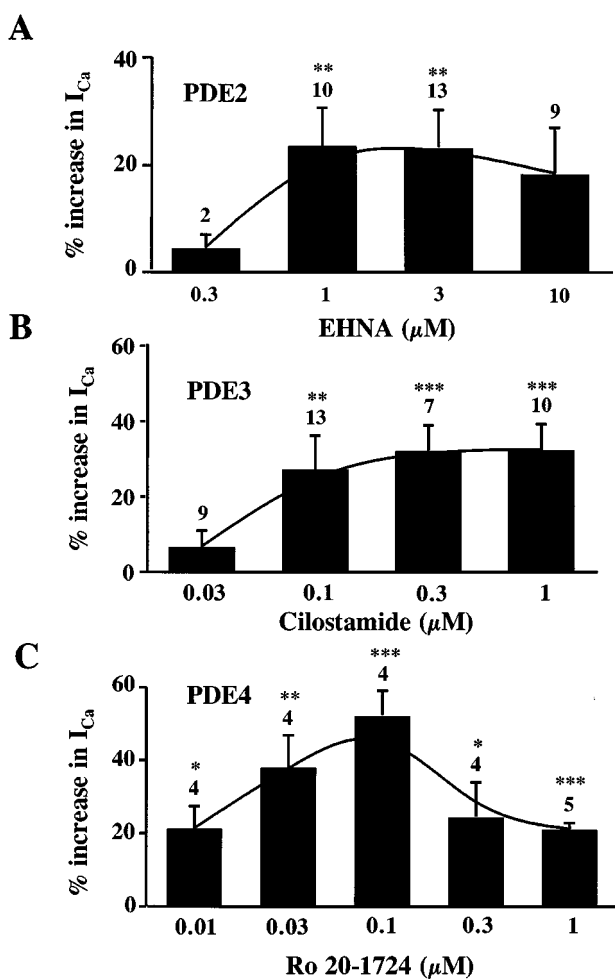 A
% increase in I_Ca
40
20
0
PDE2
2
**
10
**
13
9
0.3 1 3 10
EHNA (μM)
B
% increase in I_Ca
60
40
20
0
PDE3
9
**
13
***
7
***
10
0.03 0.1 0.3 1
Cilostamide (μM)
C
% increase in I_Ca
60
40
20
0
PDE4
*
4
**
4
***
4
*
4
***
5
0.01 0.03 0.1 0.3 1
Ro 20-1724 (μM)